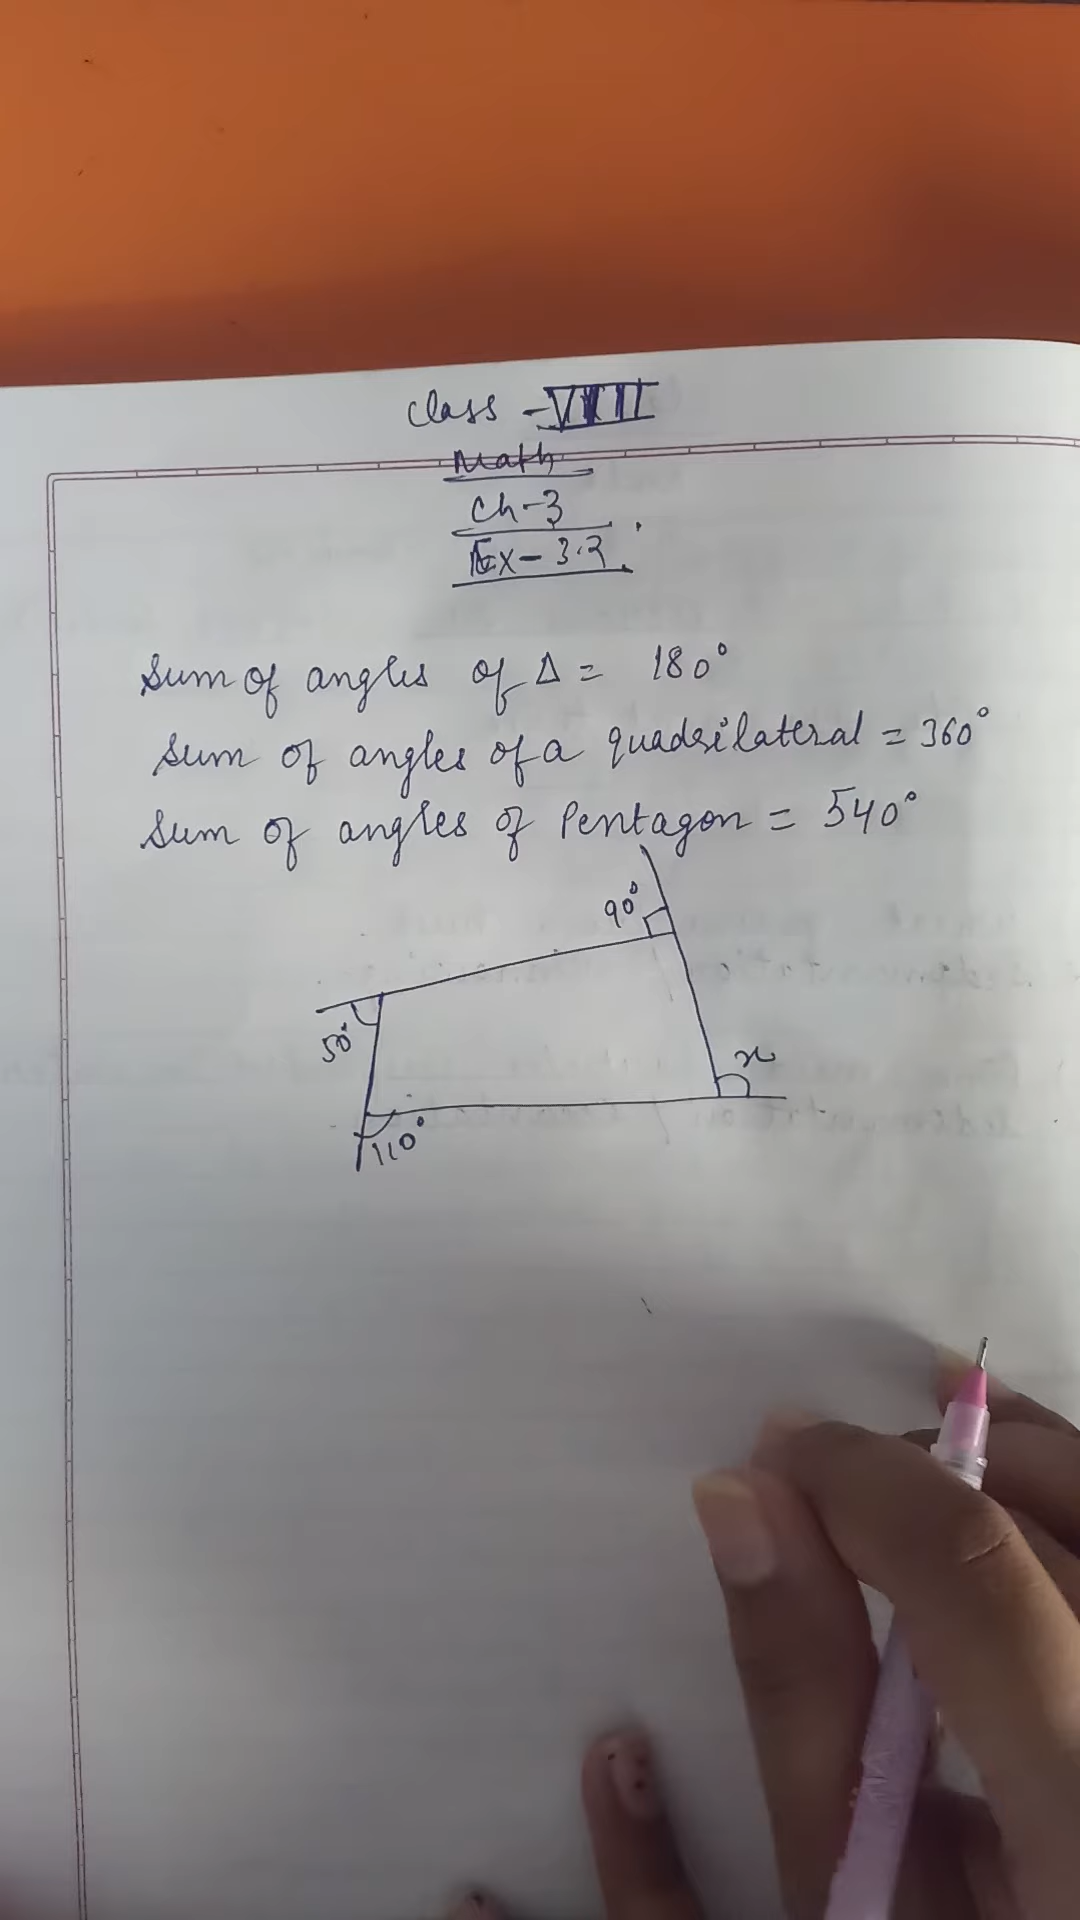 Class - VIII
Math
Ch-3
Ex - 3.2
Sum of angles of Δ = 180°
Sum of angles of a quadrilateral = 360°
Sum of angles of Pentagon = 540°
90°
50°
x
110°